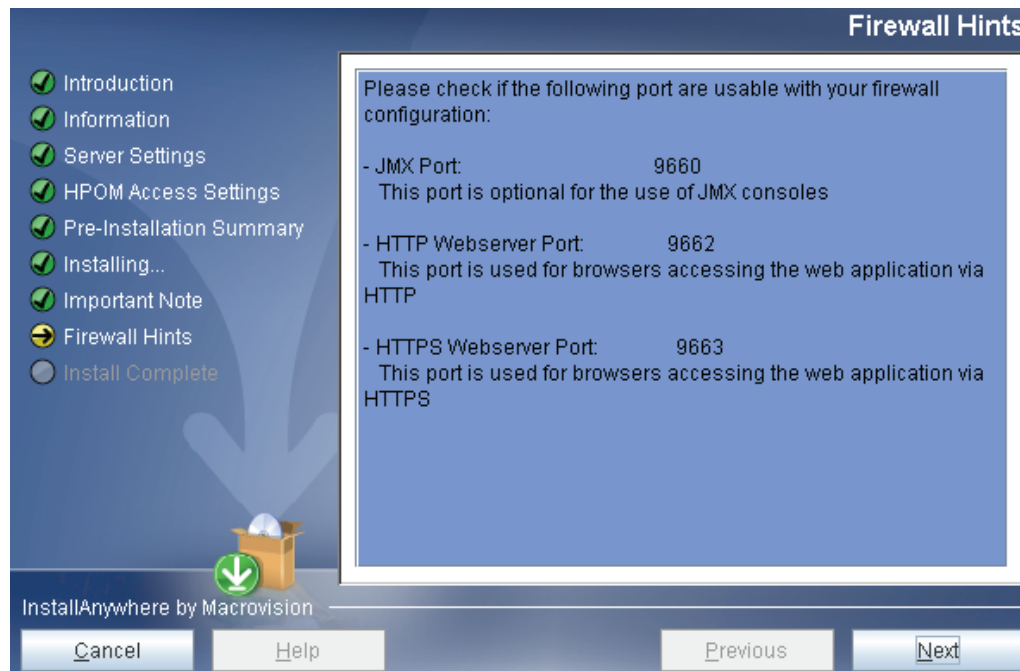 Firewall Hints
Introduction
Information
Server Settings
HPOM Access Settings
Pre-Installation Summary
Installing...
Important Note
Firewall Hints
Install Complete
Please check if the following port are usable with your firewall
configuration:
- JMX Port: 9660
This port is optional for the use of JMX consoles
- HTTP Webserver Port: 9662
This port is used for browsers accessing the web application via
HTTP
- HTTPS Webserver Port: 9663
This port is used for browsers accessing the web application via
HTTPS
InstallAnywhere by Macrovision
Cancel
Help
Previous
Next